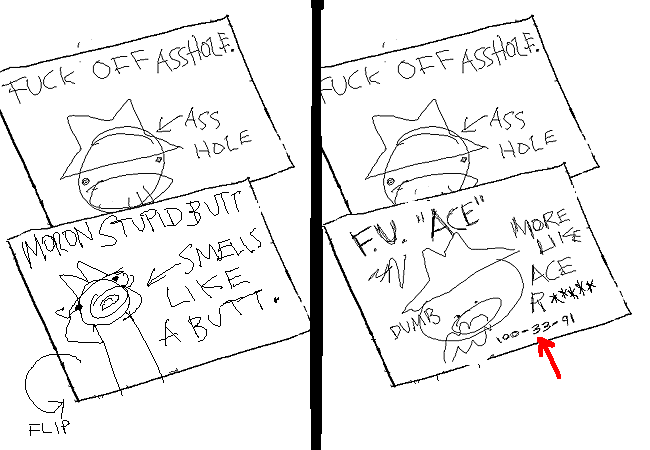 FUCK OFF ASSHOLE.
ASS
HOLE
MORON STUPID BUTT
SMELLS
LIKE
A BUTT.
FLIP
FUCK OFF ASSHOLE.
ASS
HOLE
F.U. "ACE"
MORE
LIKE
ACE
R*****
DUMB
100-33-91